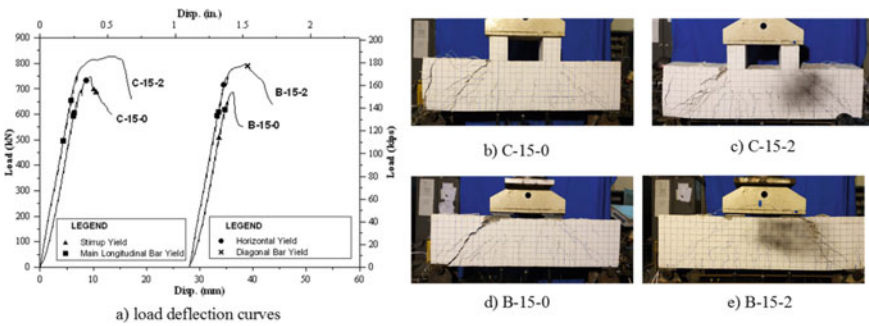 Disp. (in.)
0 0.5 1 1.5 2
900
800
700
600
500
400
300
200
100
0
Load (kN)
200
180
160
140
120
100
80
60
40
20
0
Load (kips)
C-15-2
C-15-0
B-15-2
B-15-0
LEGEND
Stirrup Yield
Main Longitudinal Bar Yield
LEGEND
Horizontal Yield
Diagonal Bar Yield
0 10 20 30 40 50 60
Disp. (mm)
a) load deflection curves
b) C-15-0
c) C-15-2
d) B-15-0
e) B-15-2